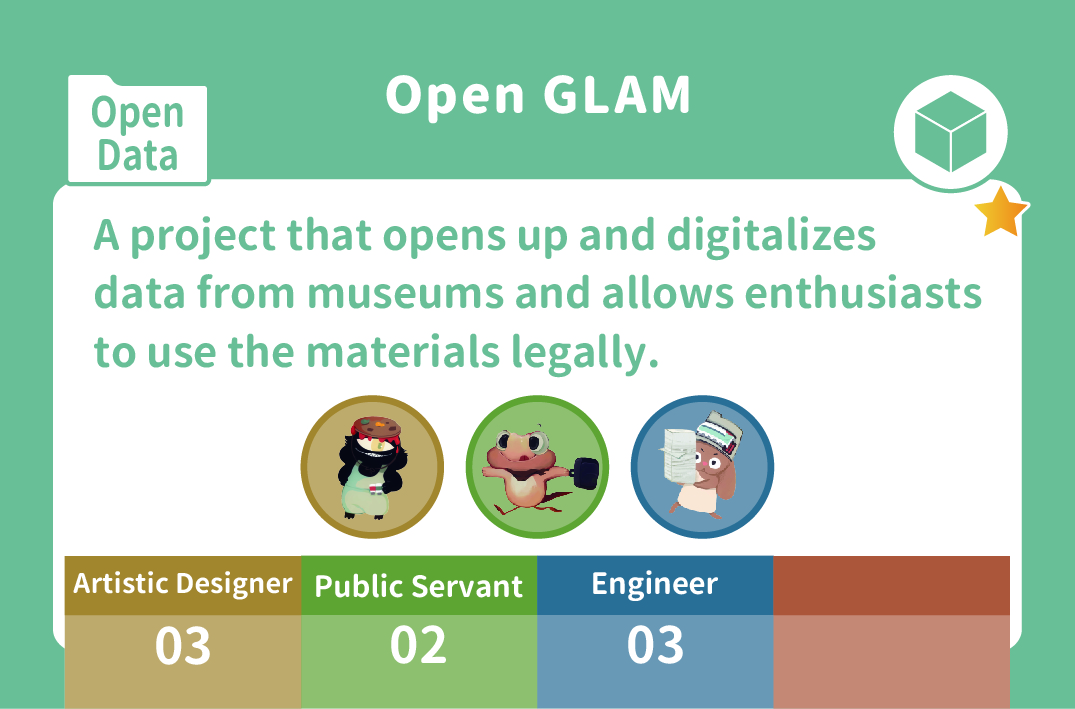 Open GLAM
Open
Data
A project that opens up and digitalizes
data from museums and allows enthusiasts
to use the materials legally.
Artistic Designer
Public Servant
Engineer
03
02
03